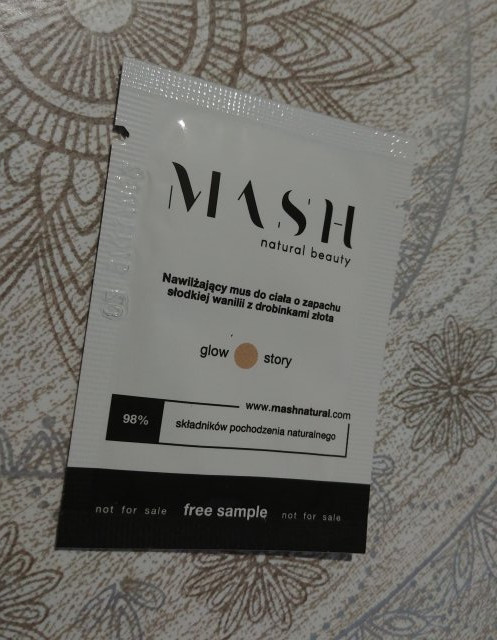 MASH
natural beauty
Nawilżający mus do ciała o zapachu
słodkiej wanilii z drobinkami złota
glow story
www.mashnatural.com
98% składników pochodzenia naturalnego
not for sale free sample not for sale